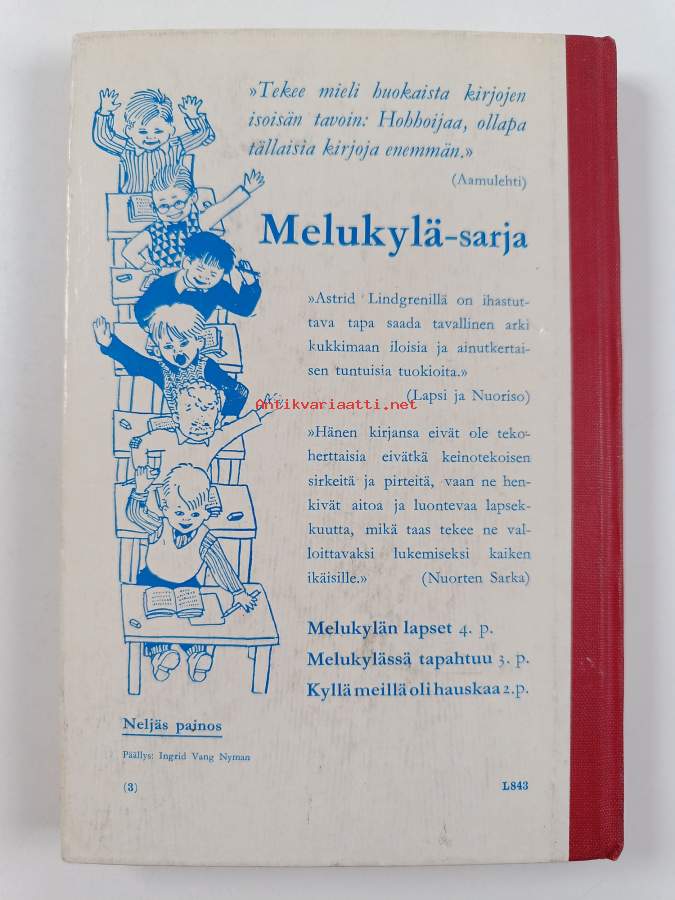 »Tekee mieli huokaista kirjojen
isoisän tavoin: Hohhoijaa, ollapa
tällaisia kirjoja enemmän.»
(Aamulehti)
Melukylä-sarja
»Astrid Lindgrenillä on ihastut-
tava tapa saada tavallinen arki
kukkimaan iloisia ja ainutkertai-
sen tuntuisia tuokioita.»
(Lapsi ja Nuoriso)
Antikvariaatti.net
»Hänen kirjansa eivät ole teko-
herttaisia eivätkä keinotekoisen
sirkeitä ja pirteitä, vaan ne hen-
kivät aitoa ja luontevaa lapsek-
kuutta, mikä taas tekee ne val-
loittavaksi lukemiseksi kaiken
ikäisille.» (Nuorten Sarka)
Melukylän lapset 4. p.
Melukylässä tapahtuu 3. p.
Kyllä meillä oli hauskaa 2.p.
Neljäs painos
Päällys: Ingrid Vang Nyman
(3) L843